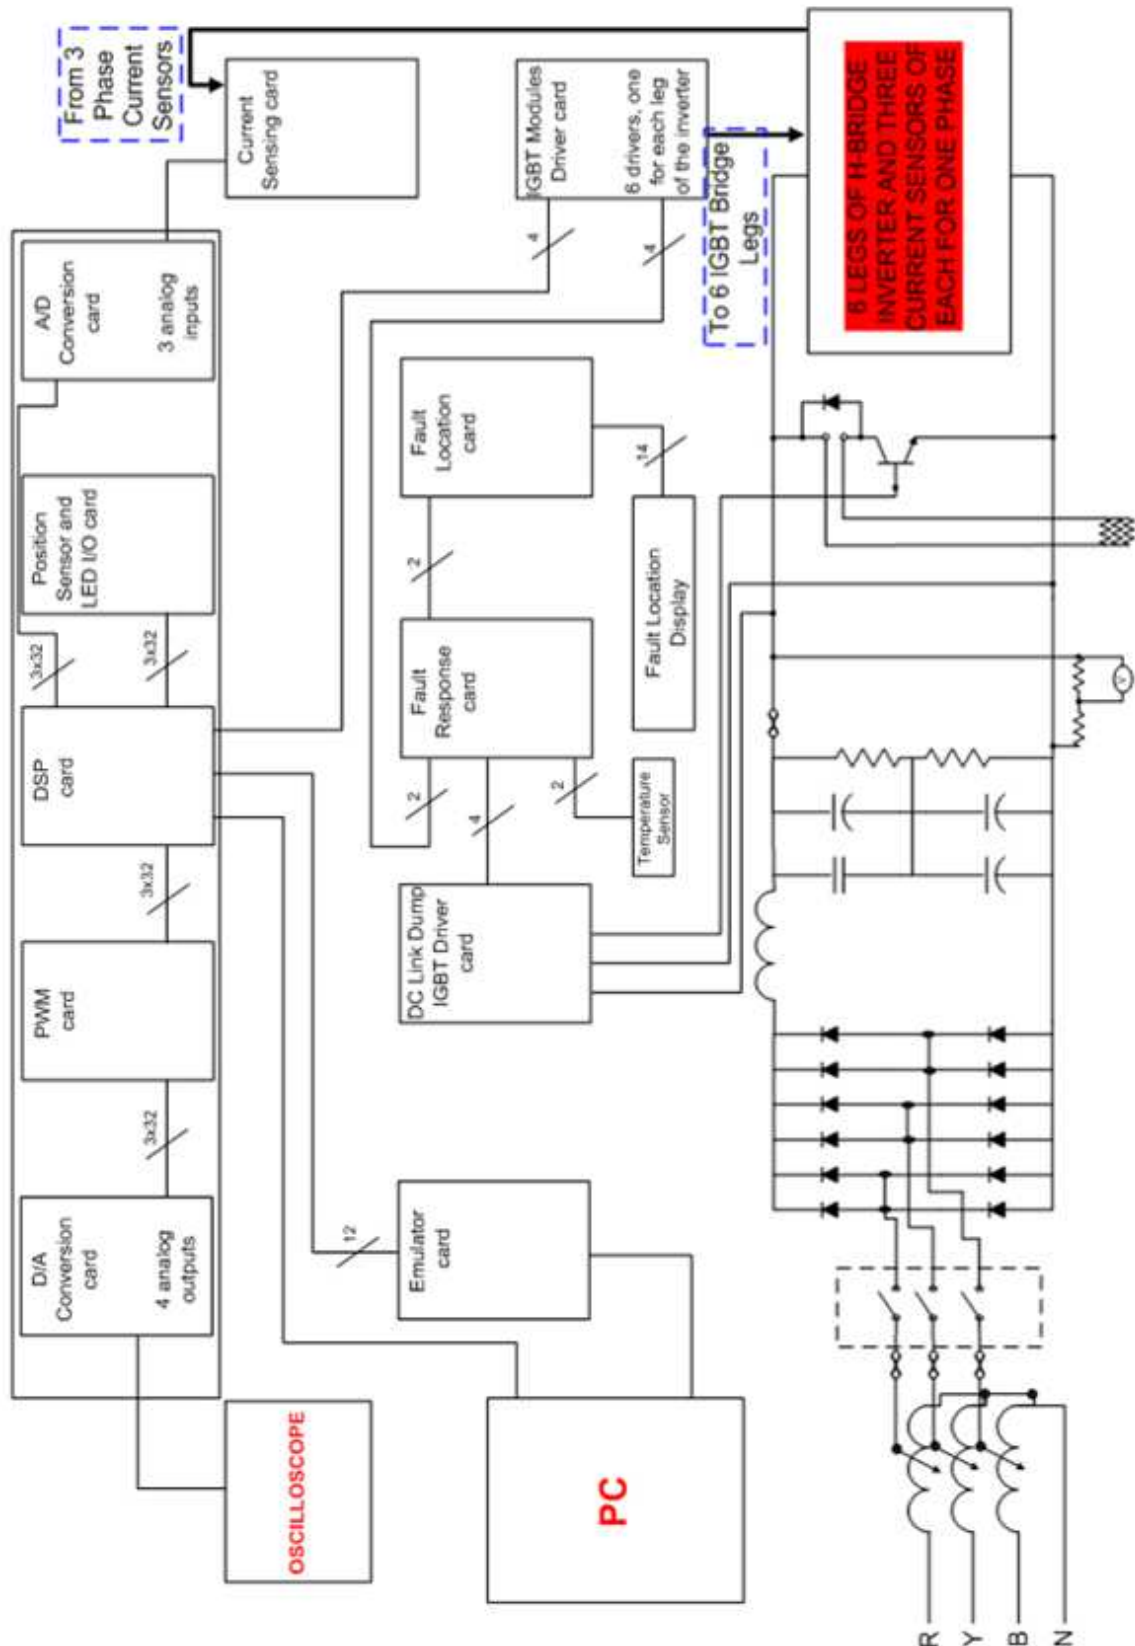 From 3
Phase
Current
Sensors
Current
Sensing card
IGBT Modules
Driver card
6 drivers, one
for each leg
of the inverter
To 6 IGBT Bridge
Legs
6 LEGS OF H-BRIDGE
INVERTER AND THREE
CURRENT SENSORS OF
EACH FOR ONE PHASE
A/D
Conversion
card
3 analog
inputs
4
4
Position
Sensor and
LED I/O card
3x32
3x32
Fault
Location
card
14
2
Fault Location
Display
DSP
card
Fault
Response
card
2
4
2
Temperature
Sensor
V
3x32
PWM
card
DC Link Dump
IGBT Driver
card
3x32
D/A
Conversion
card
4 analog
outputs
12
Emulator
card
OSCILLOSCOPE
PC
R
Y
B
N